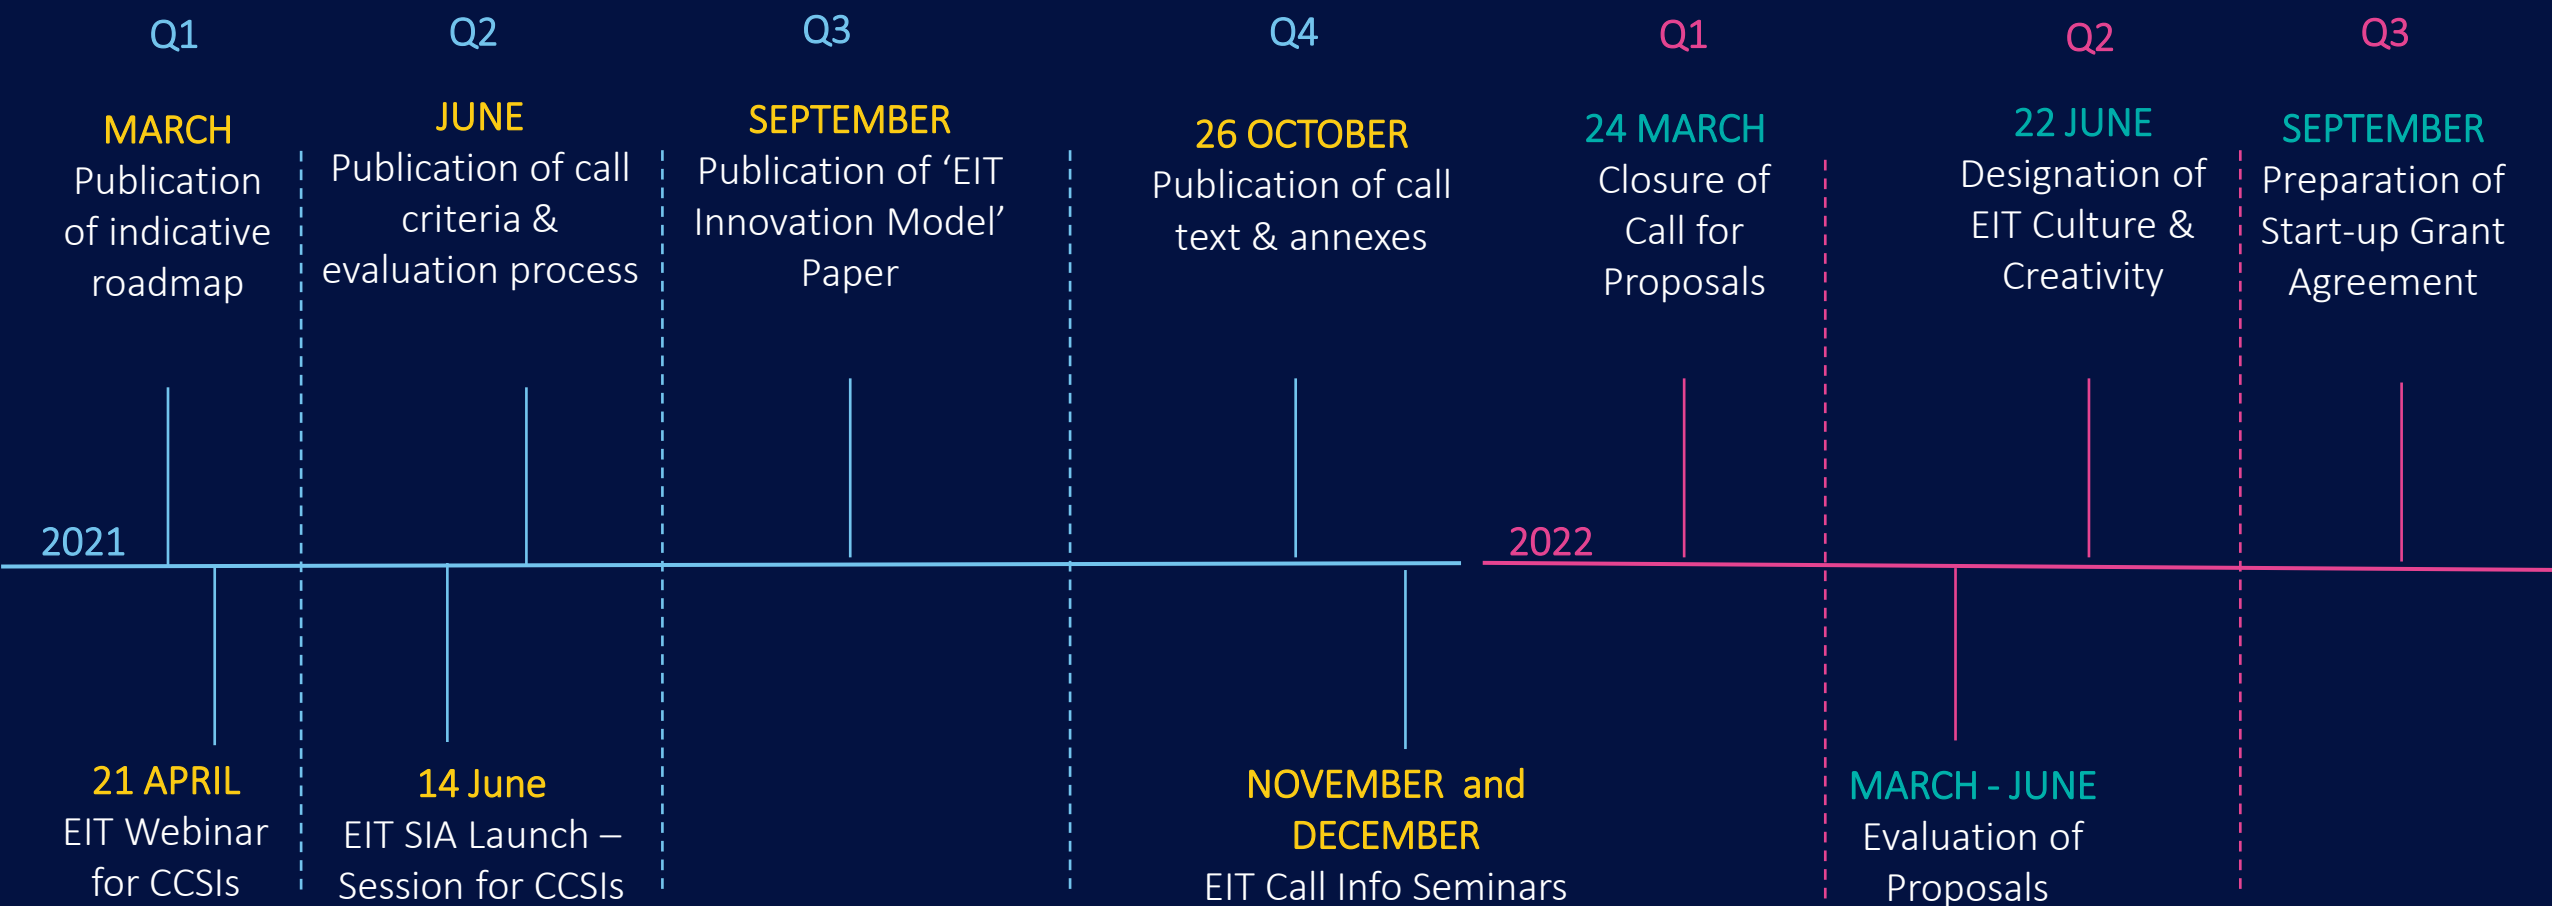 Q1
Q2
Q3
Q4
Q1
Q2
Q3
MARCH
Publication
of indicative
roadmap
JUNE
Publication of call
criteria &
evaluation process
SEPTEMBER
Publication of ‘EIT
Innovation Model’
Paper
26 OCTOBER
Publication of call
text & annexes
24 MARCH
Closure of
Call for
Proposals
22 JUNE
Designation of
EIT Culture &
Creativity
SEPTEMBER
Preparation of
Start-up Grant
Agreement
2021
2022
21 APRIL
EIT Webinar
for CCSIs
14 June
EIT SIA Launch –
Session for CCSIs
NOVEMBER and
DECEMBER
EIT Call Info Seminars
MARCH - JUNE
Evaluation of
Proposals